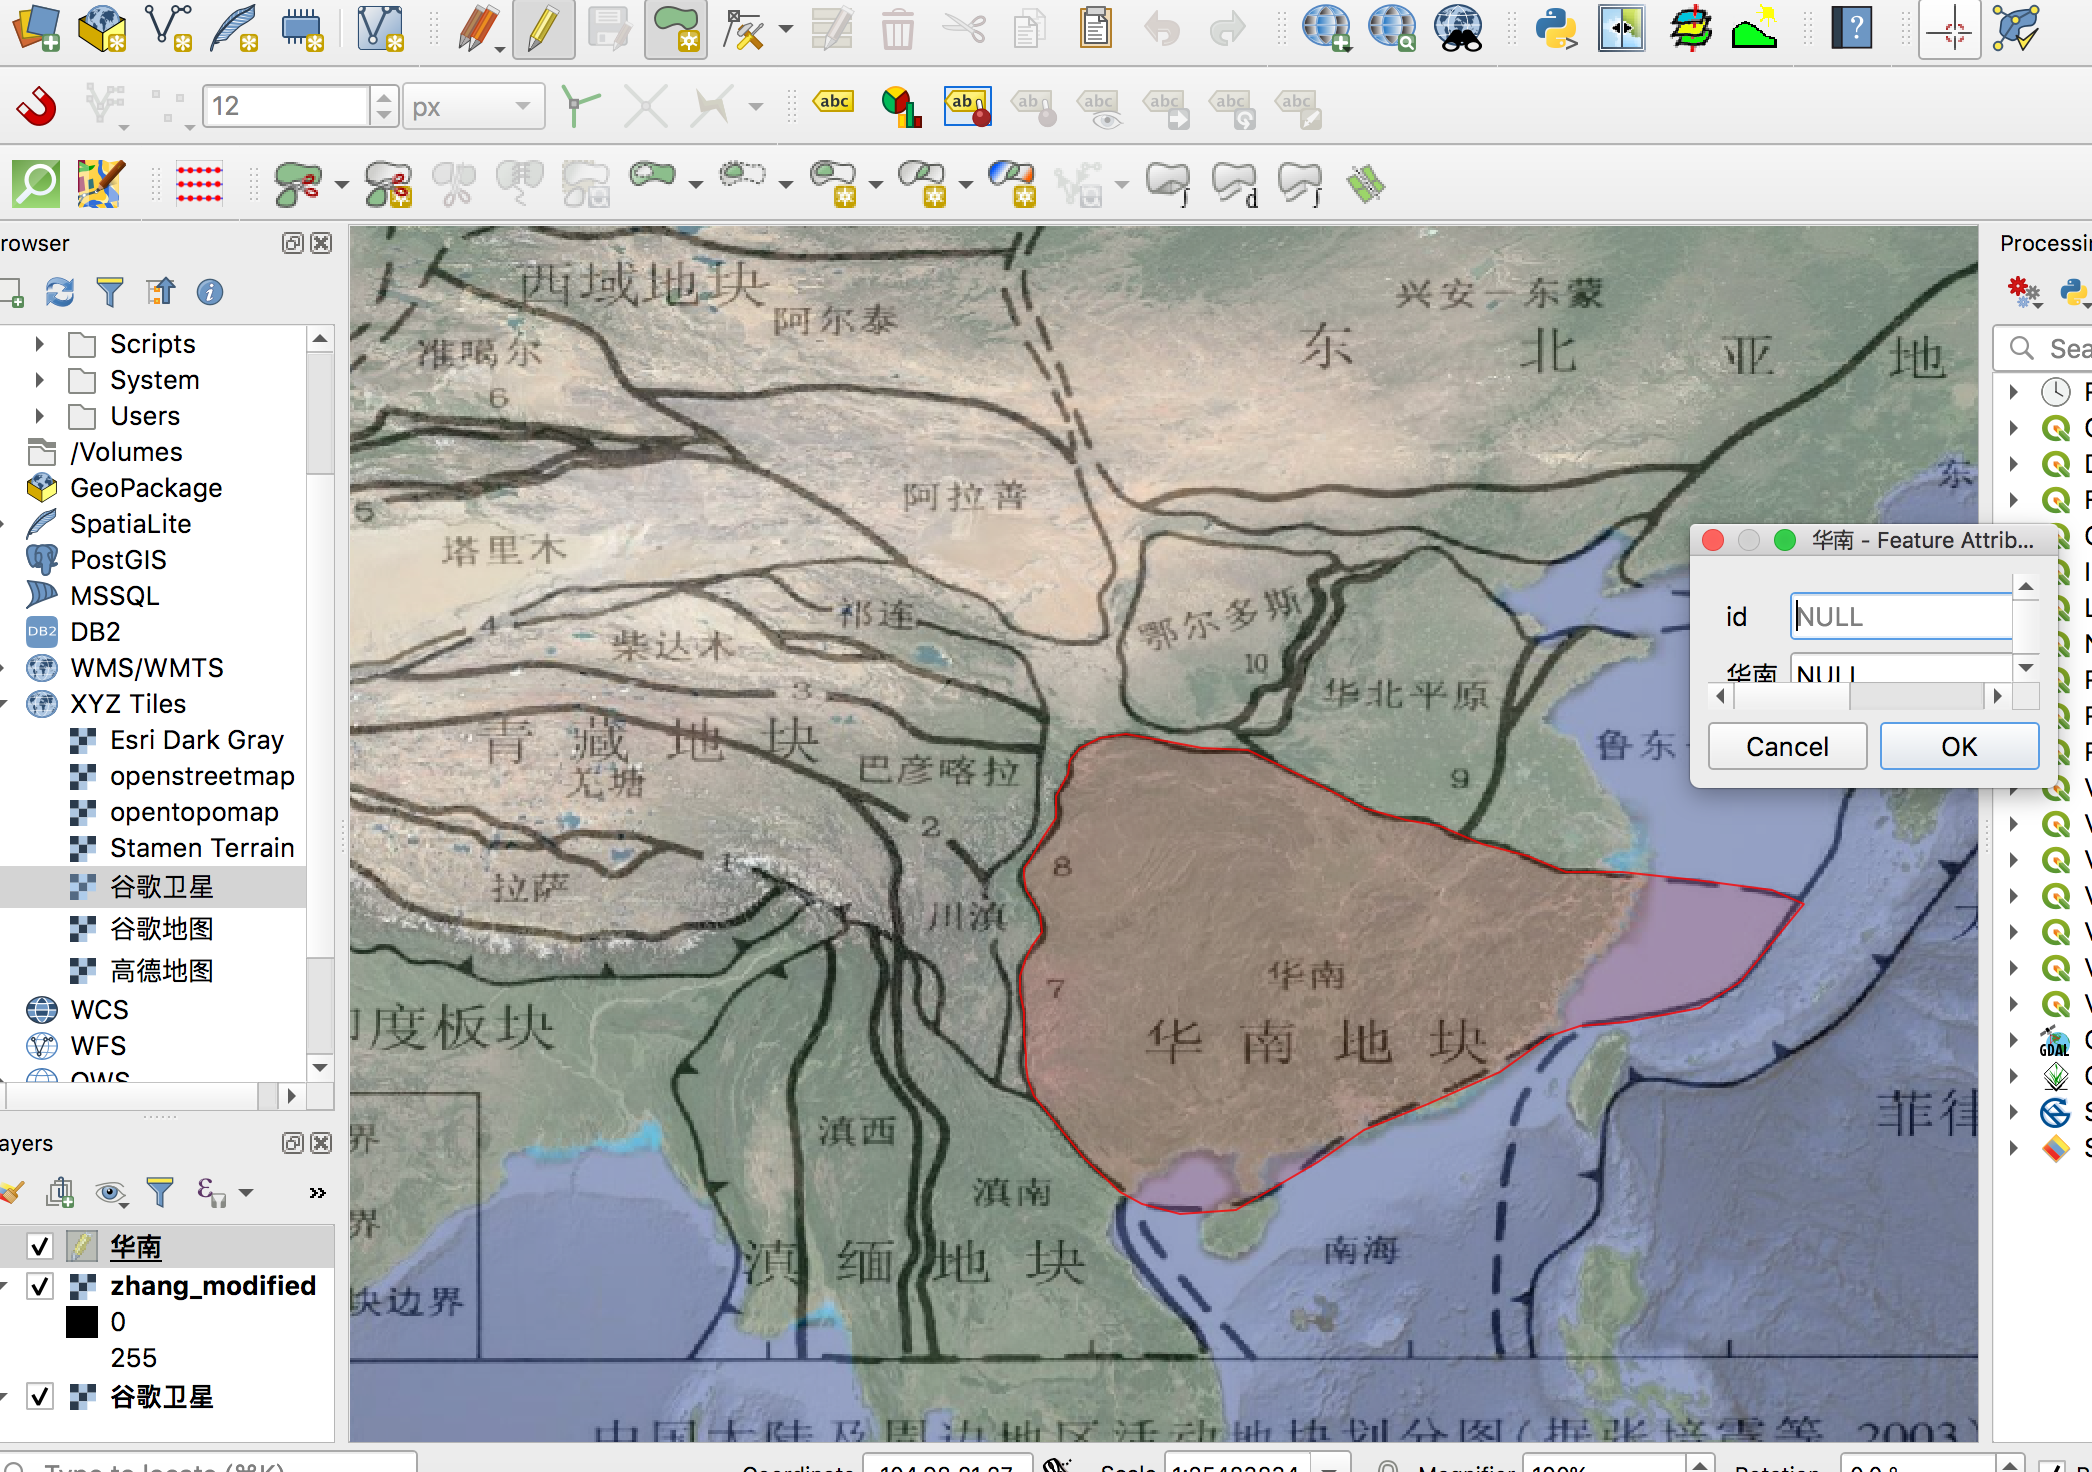 12
px
abc
rowser
Scripts
System
Users
/Volumes
GeoPackage
SpatiaLite
PostGIS
MSSQL
DB2
WMS/WMTS
XYZ Tiles
Esri Dark Gray
openstreetmap
opentopomap
Stamen Terrain
谷歌卫星
谷歌地图
高德地图
WCS
WFS
OWS
ayers
华南
zhang_modified
0
255
谷歌卫星
Type to locate (⌘K)
西域地块
阿尔泰
准噶尔
6
兴安—东蒙
东北亚地
阿拉善
5
塔里木
东
4
祁连
柴达木
鄂尔多斯
10
3
华北平原
青藏地块
羌塘
巴彦喀拉
鲁东
9
2
8
1
拉萨
川滇
7
华南
印度板块
华南地块
菲律
界
滇西
滇南
界
南海
滇缅地块
块边界
中国大陆及周边地区活动地块划分图(据张培震等, 2003)
华南 - Feature Attrib...
id
NULL
华南
NULL
Cancel
OK
Processi
Sea
GDAL
Coordinate
Scale
Magnifier
100%
Rotation
0.0 °